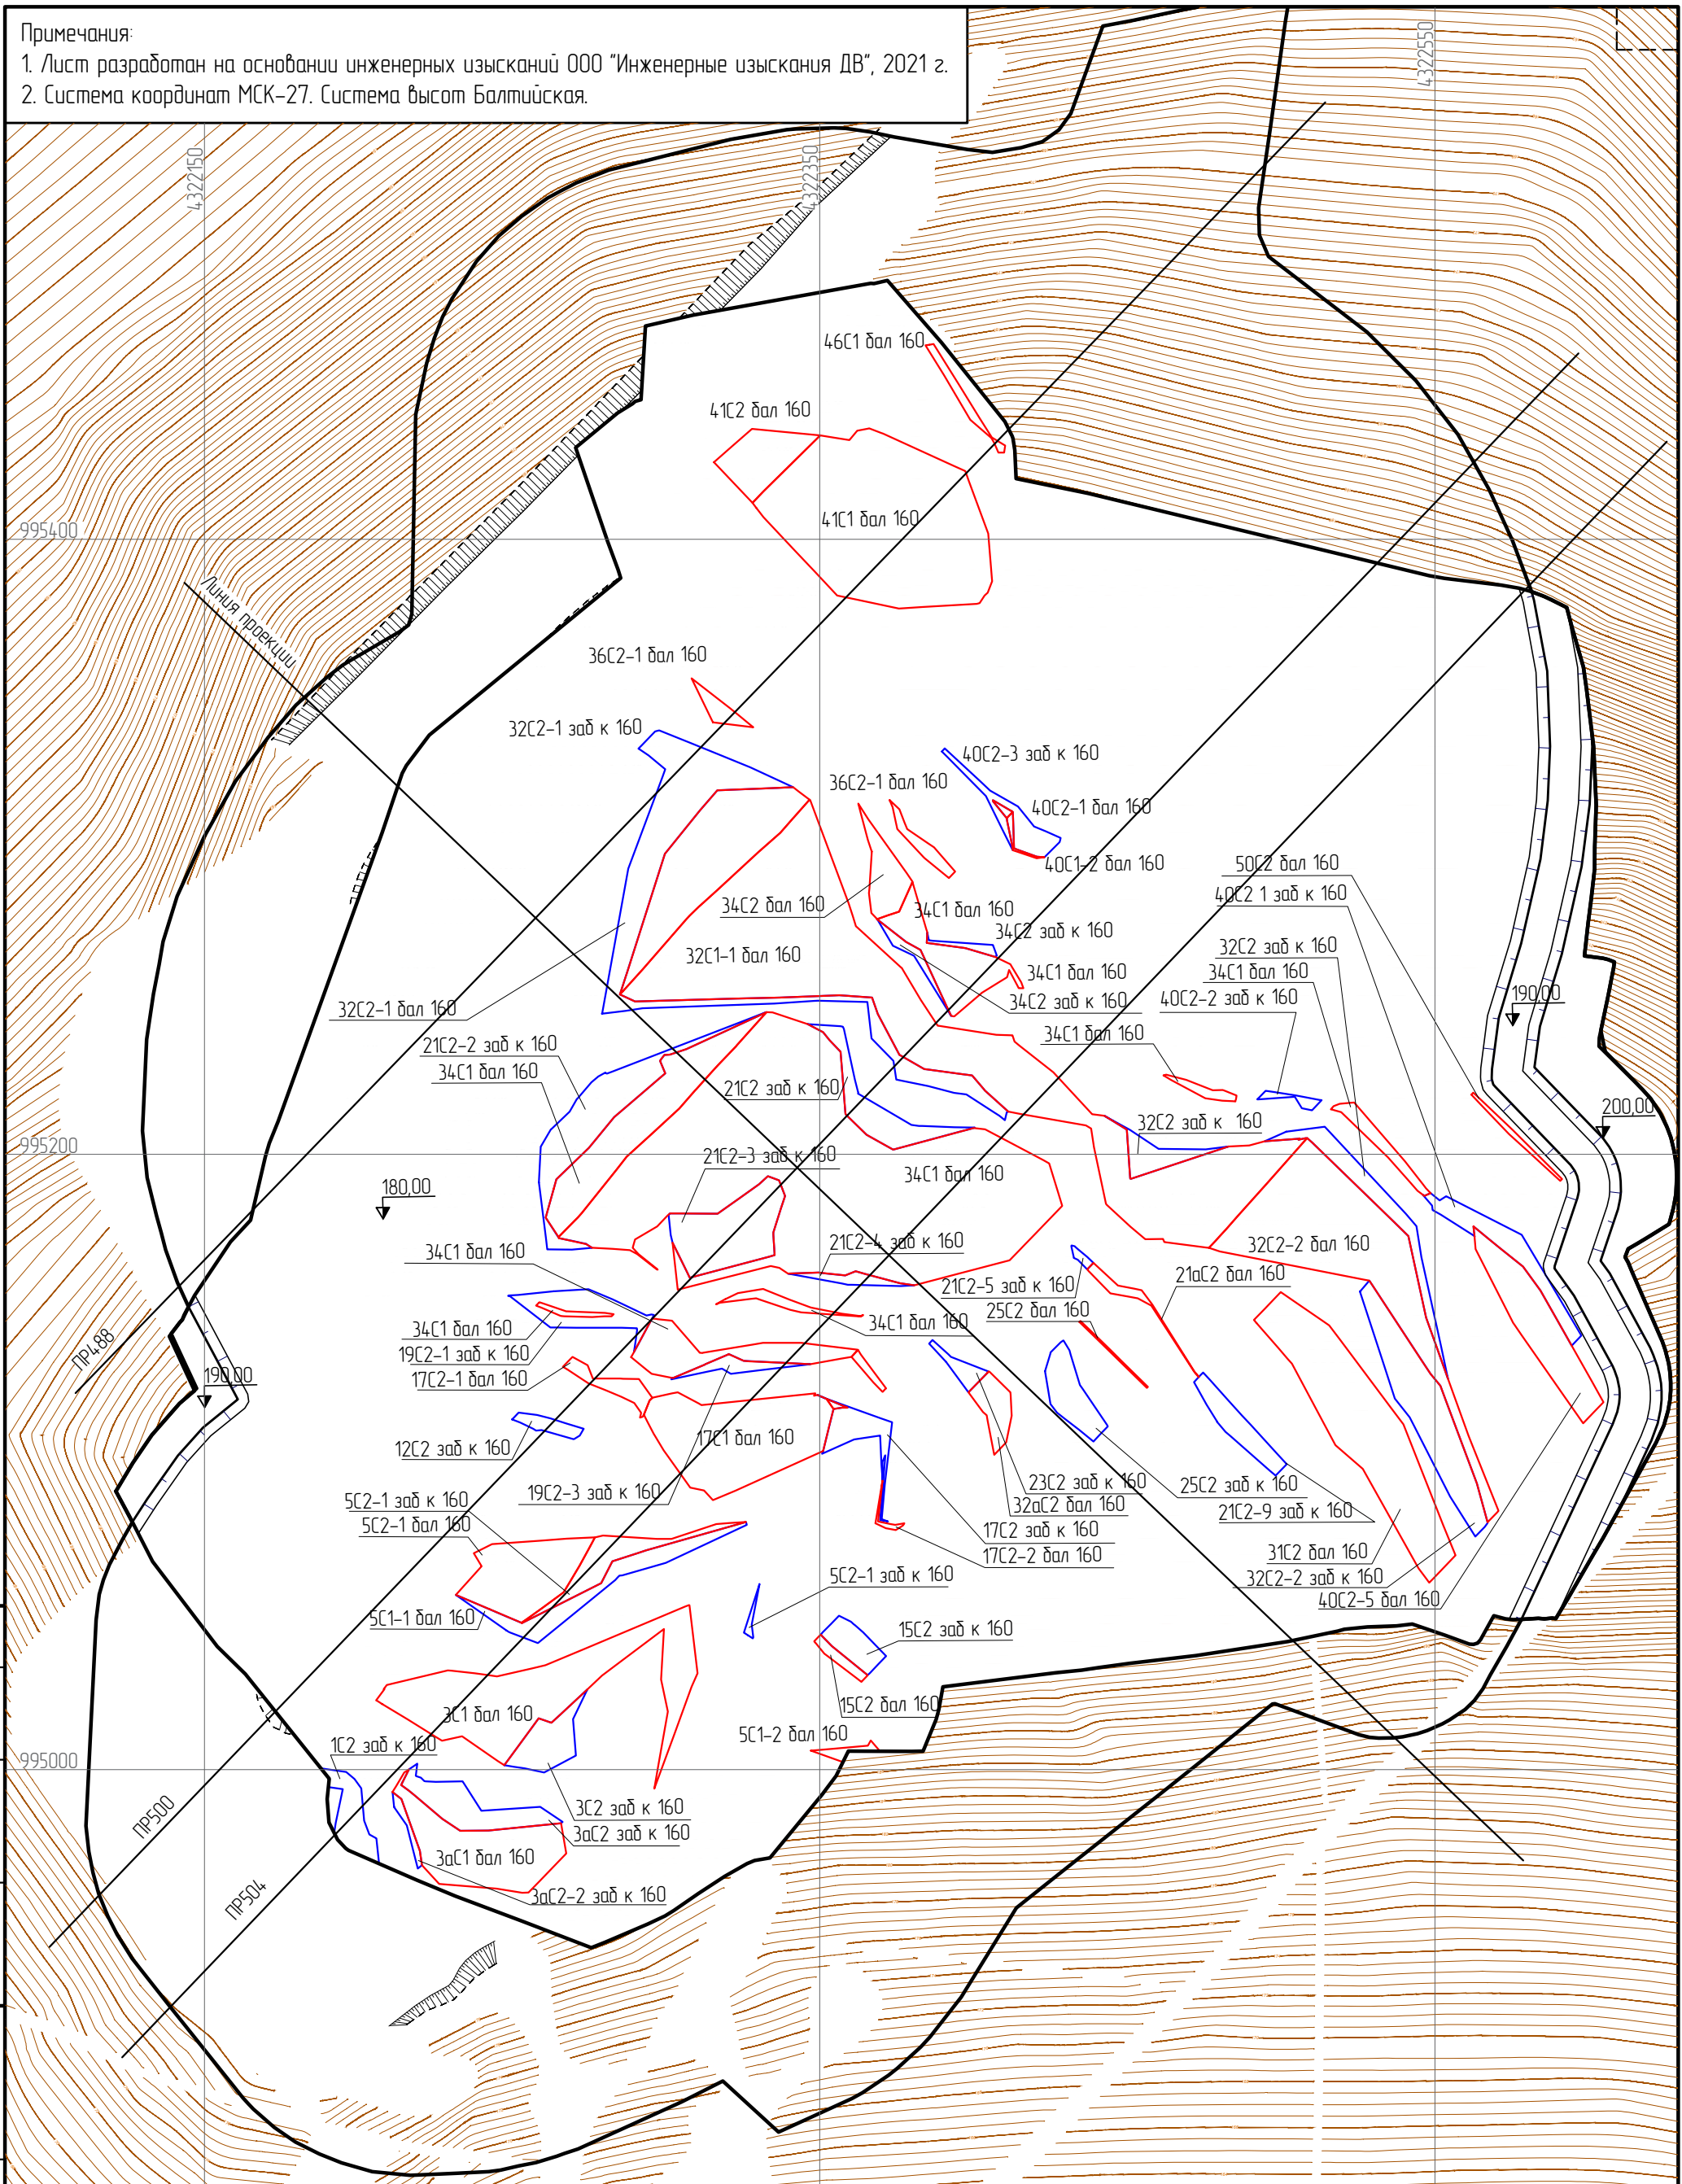 Примечания:
1. Лист разработан на основании инженерных изысканий ООО "Инженерные изыскания ДВ", 2021 г.
2. Система координат МСК-27. Система высот Балтийская.
4322150
4322350
4322550
46С1 бал 160
41С2 бал 160
41С1 бал 160
995400
Линия проекции
36С2-1 бал 160
32С2-1 заб к 160
40С2-3 заб к 160
36С2-1 бал 160
40С2-1 бал 160
40С1-2 бал 160
50С2 бал 160
40С2 1 заб к 160
34С2 бал 160
34С1 бал 160
34С2 заб к 160
32С2 заб к 160
32С1-1 бал 160
34С1 бал 160
34С1 бал 160
40С2-2 заб к 160
34С2 заб к 160
190,00
32С2-1 бал 160
34С1 бал 160
21С2-2 заб к 160
34С1 бал 160
21С2 заб к 160
200,00
32С2 заб к 160
995200
21С2-3 заб к 160
34С1 бал 160
180,00
34С1 бал 160
21С2-4 заб к 160
32С2-2 бал 160
21С2-5 заб к 160
21аС2 бал 160
25С2 бал 160
34С1 бал 160
34С1 бал 160
19С2-1 заб к 160
17С2-1 бал 160
ПР488
190,00
17С1 бал 160
12С2 заб к 160
19С2-3 заб к 160
23С2 заб к 160
25С2 заб к 160
5С2-1 заб к 160
32аС2 бал 160
21С2-9 заб к 160
5С2-1 бал 160
17С2 заб к 160
17С2-2 бал 160
31С2 бал 160
5С2-1 заб к 160
32С2-2 заб к 160
40С2-5 бал 160
5С1-1 бал 160
15С2 заб к 160
15С2 бал 160
3С1 бал 160
5С1-2 бал 160
1С2 заб к 160
995000
3С2 заб к 160
ПР500
3аС2 заб к 160
3аС1 бал 160
ПР504
3аС2-2 заб к 160